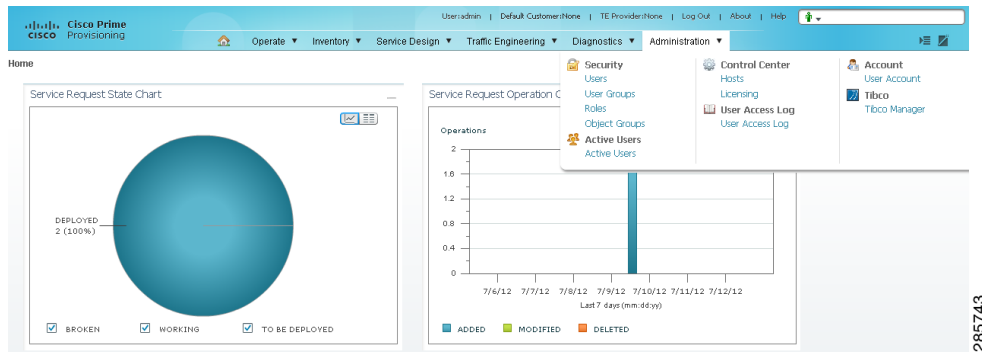 Cisco Prime
cisco Provisioning
User:admin | Default Customer:None | TE Provider:None | Log Out | About | Help
Operate ▼ Inventory ▼ Service Design ▼ Traffic Engineering ▼ Diagnostics ▼ Administration ▼
Home
Security
Users
User Groups
Roles
Object Groups
Active Users
Active Users
Control Center
Hosts
Licensing
User Access Log
User Access Log
Account
User Account
Tibco
Tibco Manager
Service Request State Chart
DEPLOYED
2 (100%)
BROKEN WORKING TO BE DEPLOYED
Service Request Operation C
Operations
2
1.6
1.2
0.8
0.4
0
7/6/12 7/7/12 7/8/12 7/9/12 7/10/12 7/11/12 7/12/12
Last 7 days (mm:dd:yy)
ADDED MODIFIED DELETED
285743